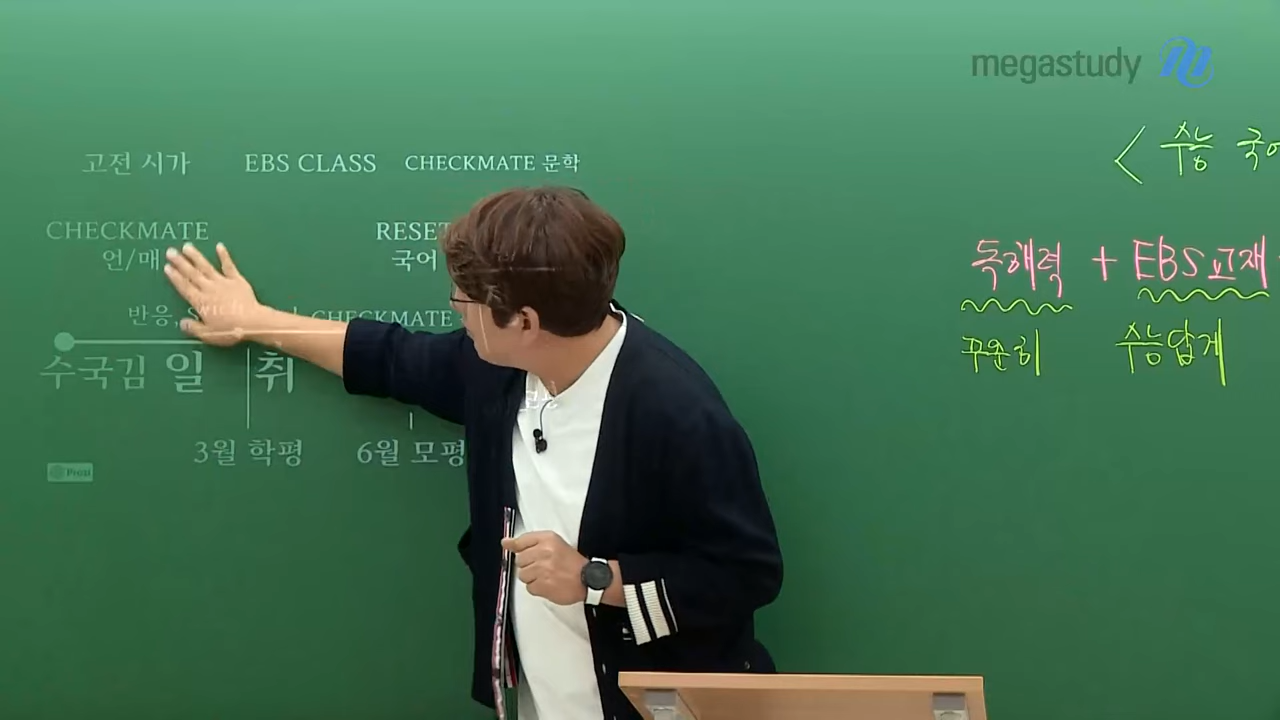 megastudy
고전 시가 EBS CLASS CHECKMATE 문학
CHECKMATE
언/매
RESET
국어
반응, CHECKMATE
수국김 일 취
3월 학평 6월 모평
Prezi
< 수능 국어
독해력 + EBS교재
꾸준히 수능답게